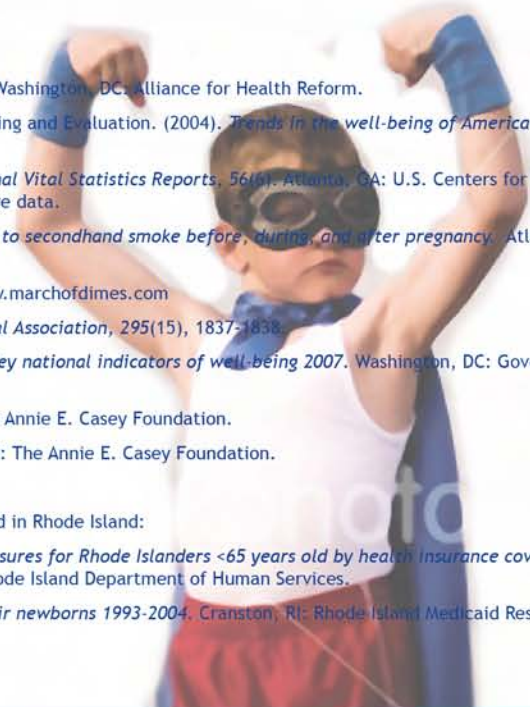 Washington, DC: Alliance for Health Reform.
ing and Evaluation. (2004). Trends in the well-being of America
nal Vital Statistics Reports, 56(6). Atlanta, GA: U.S. Centers for
e data.
to secondhand smoke before, during, and after pregnancy. Atl
w.marchofdimes.com
l Association, 295(15), 1837-1838.
ey national indicators of well-being 2007. Washington, DC: Gov
Annie E. Casey Foundation.
: The Annie E. Casey Foundation.
d in Rhode Island:
sures for Rhode Islanders <65 years old by health insurance cov
ode Island Department of Human Services.
ir newborns 1993-2004. Cranston, RI: Rhode Island Medicaid Res